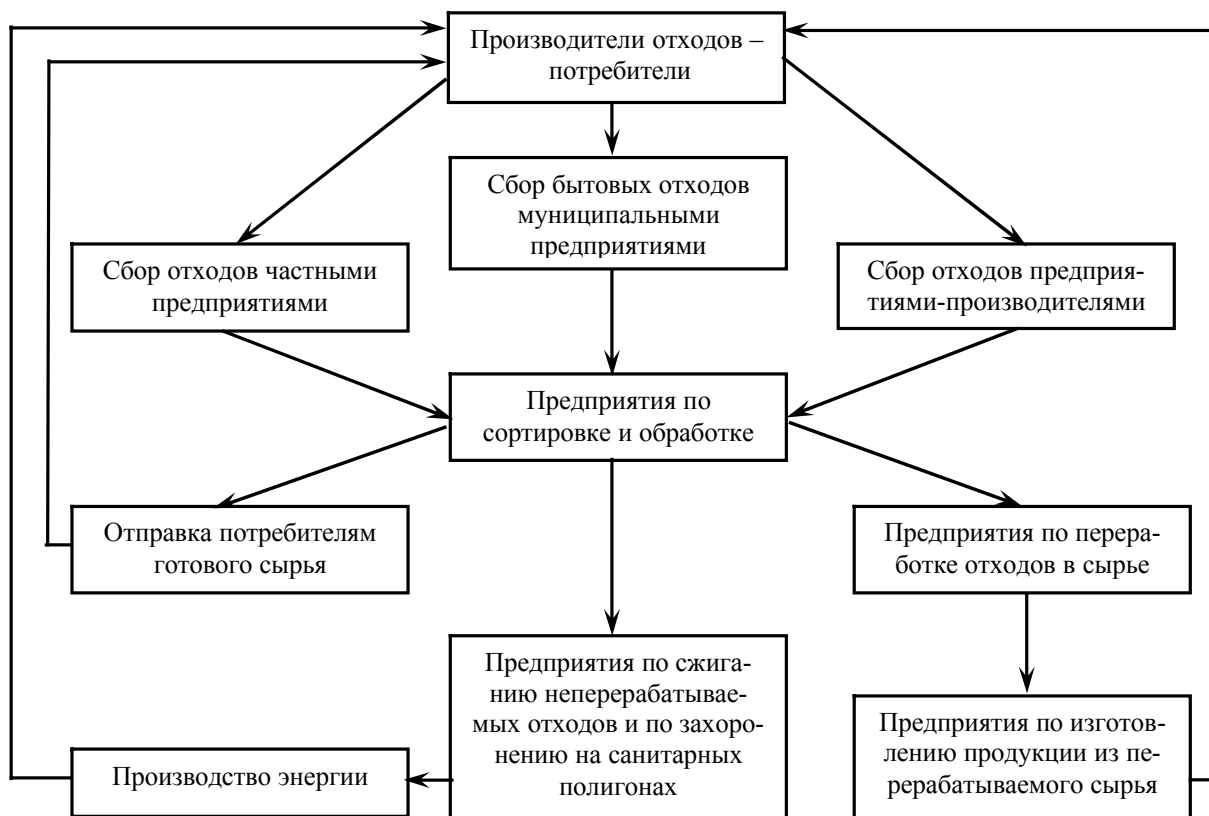 Производители отходов –
потребители
Сбор бытовых отходов
муниципальными
предприятиями
Сбор отходов частными
предприятиями
Сбор отходов предприя-
тиями-производителями
Предприятия по
сортировке и обработке
Отправка потребителям
готового сырья
Предприятия по перера-
ботке отходов в сырье
Предприятия по сжига-
нию неперерабатывае-
мых отходов и по захоро-
нению на санитарных
полигонах
Предприятия по изготов-
лению продукции из пе-
рерабатываемого сырья
Производство энергии